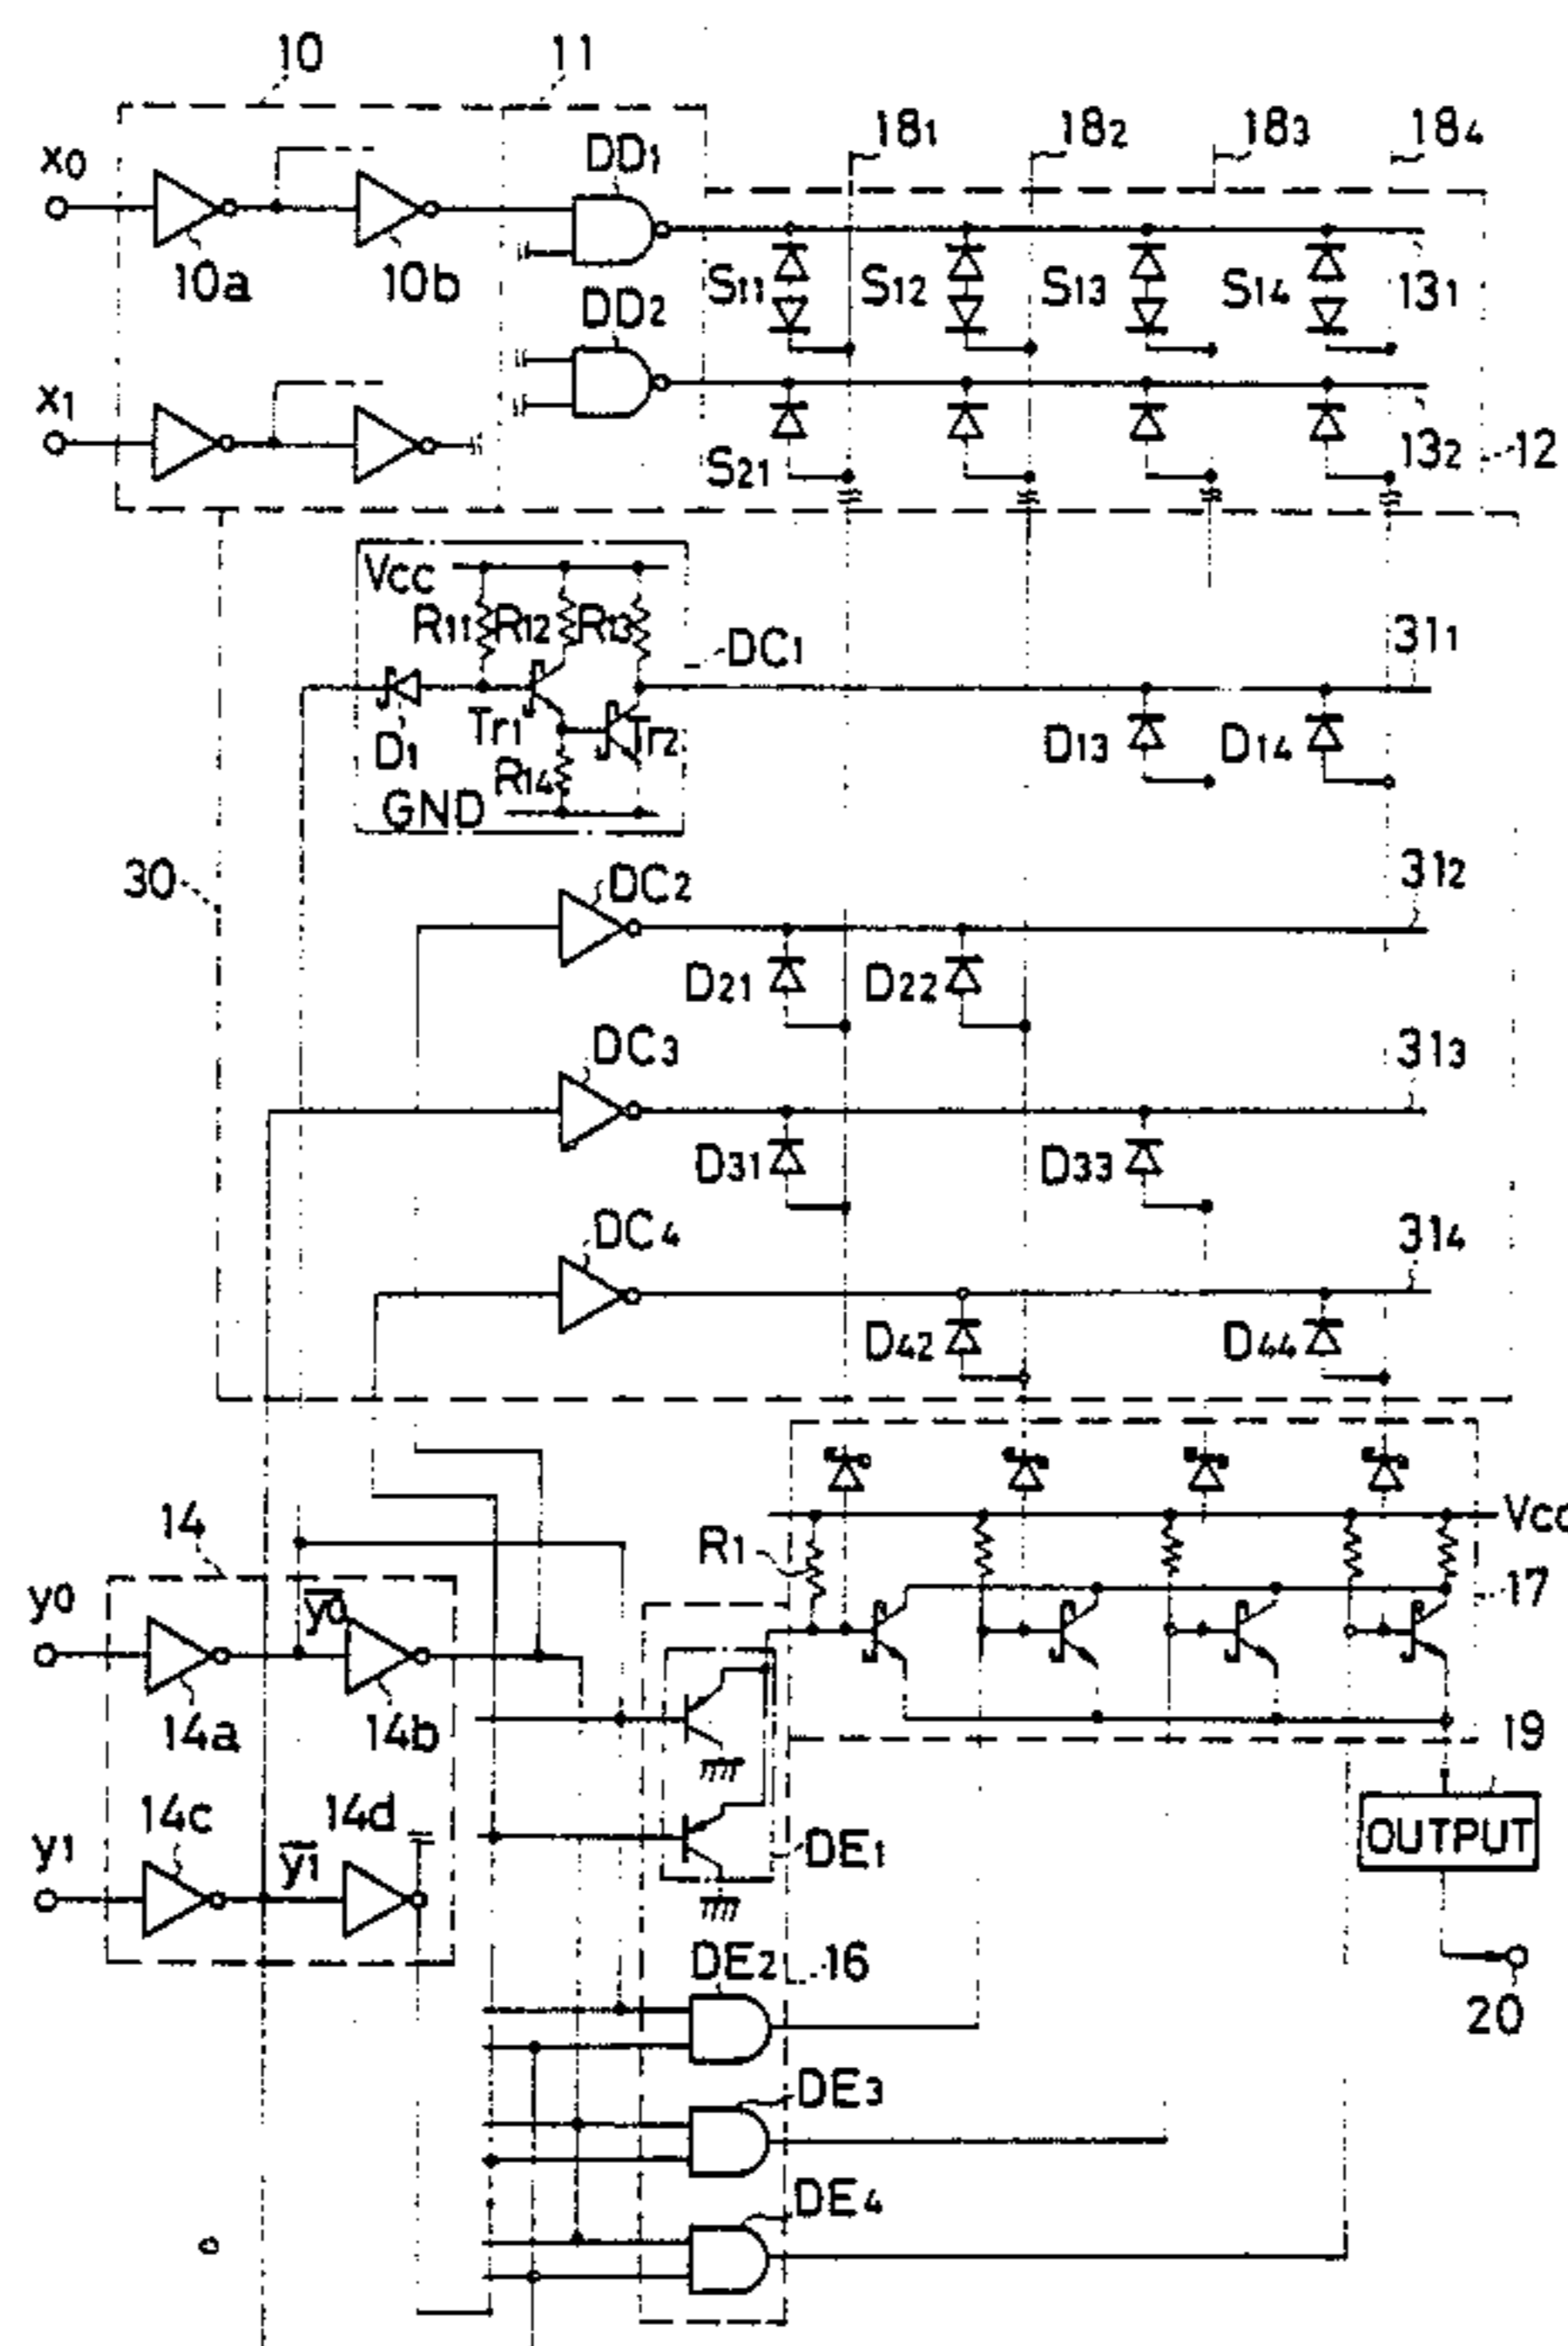 10 11
18₁ 18₂ 18₃ 18₄
x₀ DD₁
10a 10b S₁₁ S₁₂ S₁₃ S₁₄ 13₁
DD₂
x₁
S₂₁ 13₂ 12
Vcc
R₁₁ R₁₂ R₁₃ DC₁ 31₁
D₁ Tr₁ Tr₂ D₁₃ D₁₄
R₁₄
GND
30 DC₂ 31₂
D₂₁ D₂₂
DC₃ 31₃
D₃₁ D₃₃
DC₄ 31₄
D₄₂ D₄₄
14 R₁ Vcc
y₀ y̅₀ 17
14a 14b 19
14c 14d
y₁ y̅₁ DE₁ OUTPUT
DE₂ 16
20
DE₃
DE₄